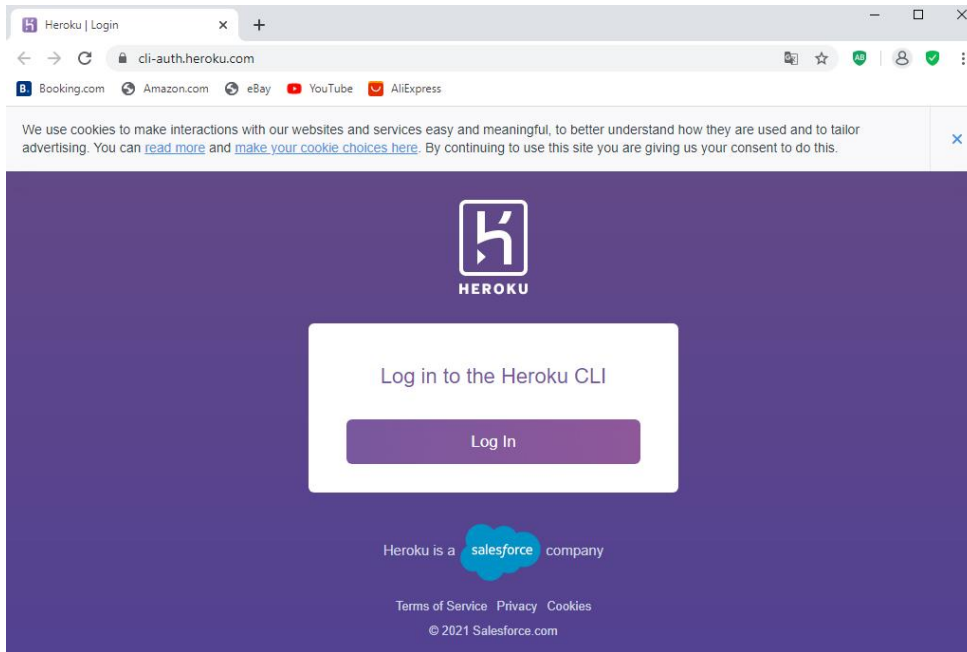 Heroku | Login
cli-auth.heroku.com
B. Booking.com Amazon.com eBay YouTube AliExpress
We use cookies to make interactions with our websites and services easy and meaningful, to better understand how they are used and to tailor
advertising. You can read more and make your cookie choices here. By continuing to use this site you are giving us your consent to do this.
HEROKU
Log in to the Heroku CLI
Log In
Heroku is a salesforce company
Terms of Service Privacy Cookies
© 2021 Salesforce.com